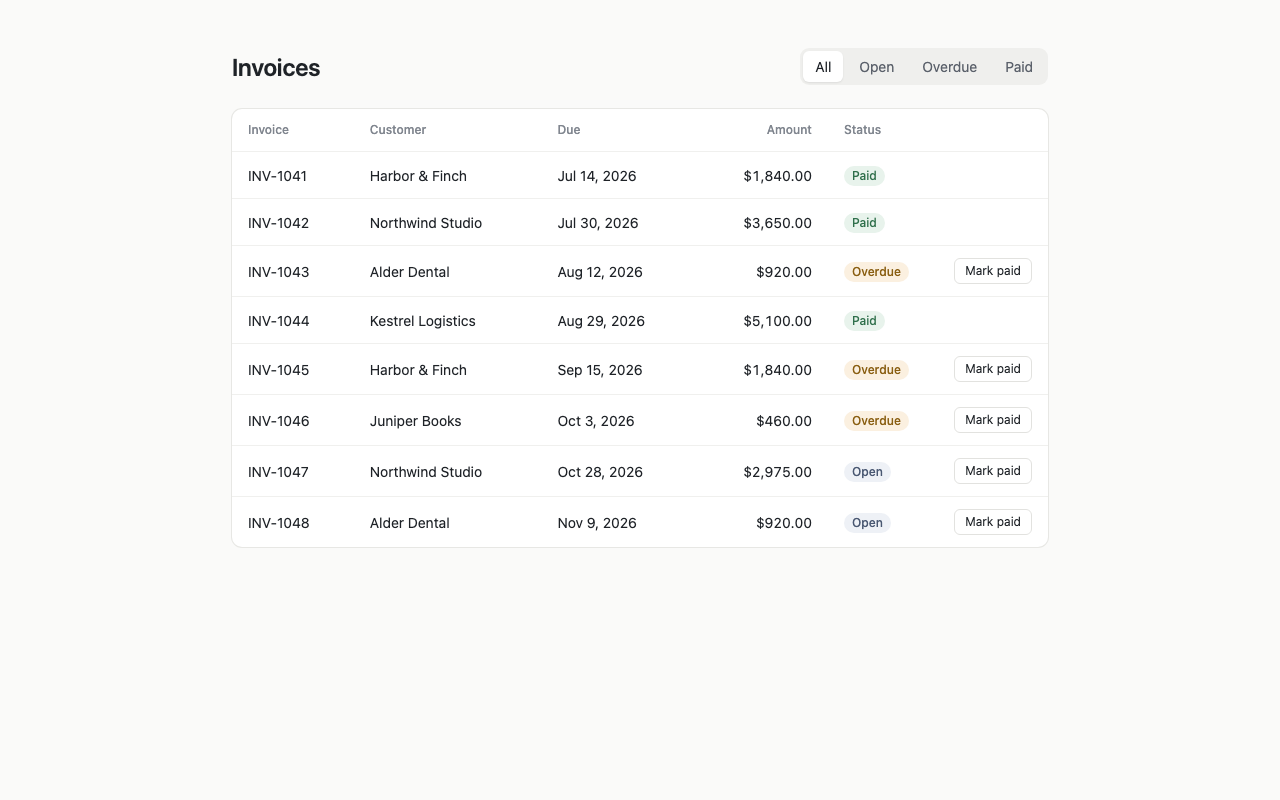 Invoices
All Open Overdue Paid
Invoice Customer Due Amount Status
INV-1041 Harbor & Finch Jul 14, 2026 $1,840.00 Paid
INV-1042 Northwind Studio Jul 30, 2026 $3,650.00 Paid
INV-1043 Alder Dental Aug 12, 2026 $920.00 Overdue Mark paid
INV-1044 Kestrel Logistics Aug 29, 2026 $5,100.00 Paid
INV-1045 Harbor & Finch Sep 15, 2026 $1,840.00 Overdue Mark paid
INV-1046 Juniper Books Oct 3, 2026 $460.00 Overdue Mark paid
INV-1047 Northwind Studio Oct 28, 2026 $2,975.00 Open Mark paid
INV-1048 Alder Dental Nov 9, 2026 $920.00 Open Mark paid